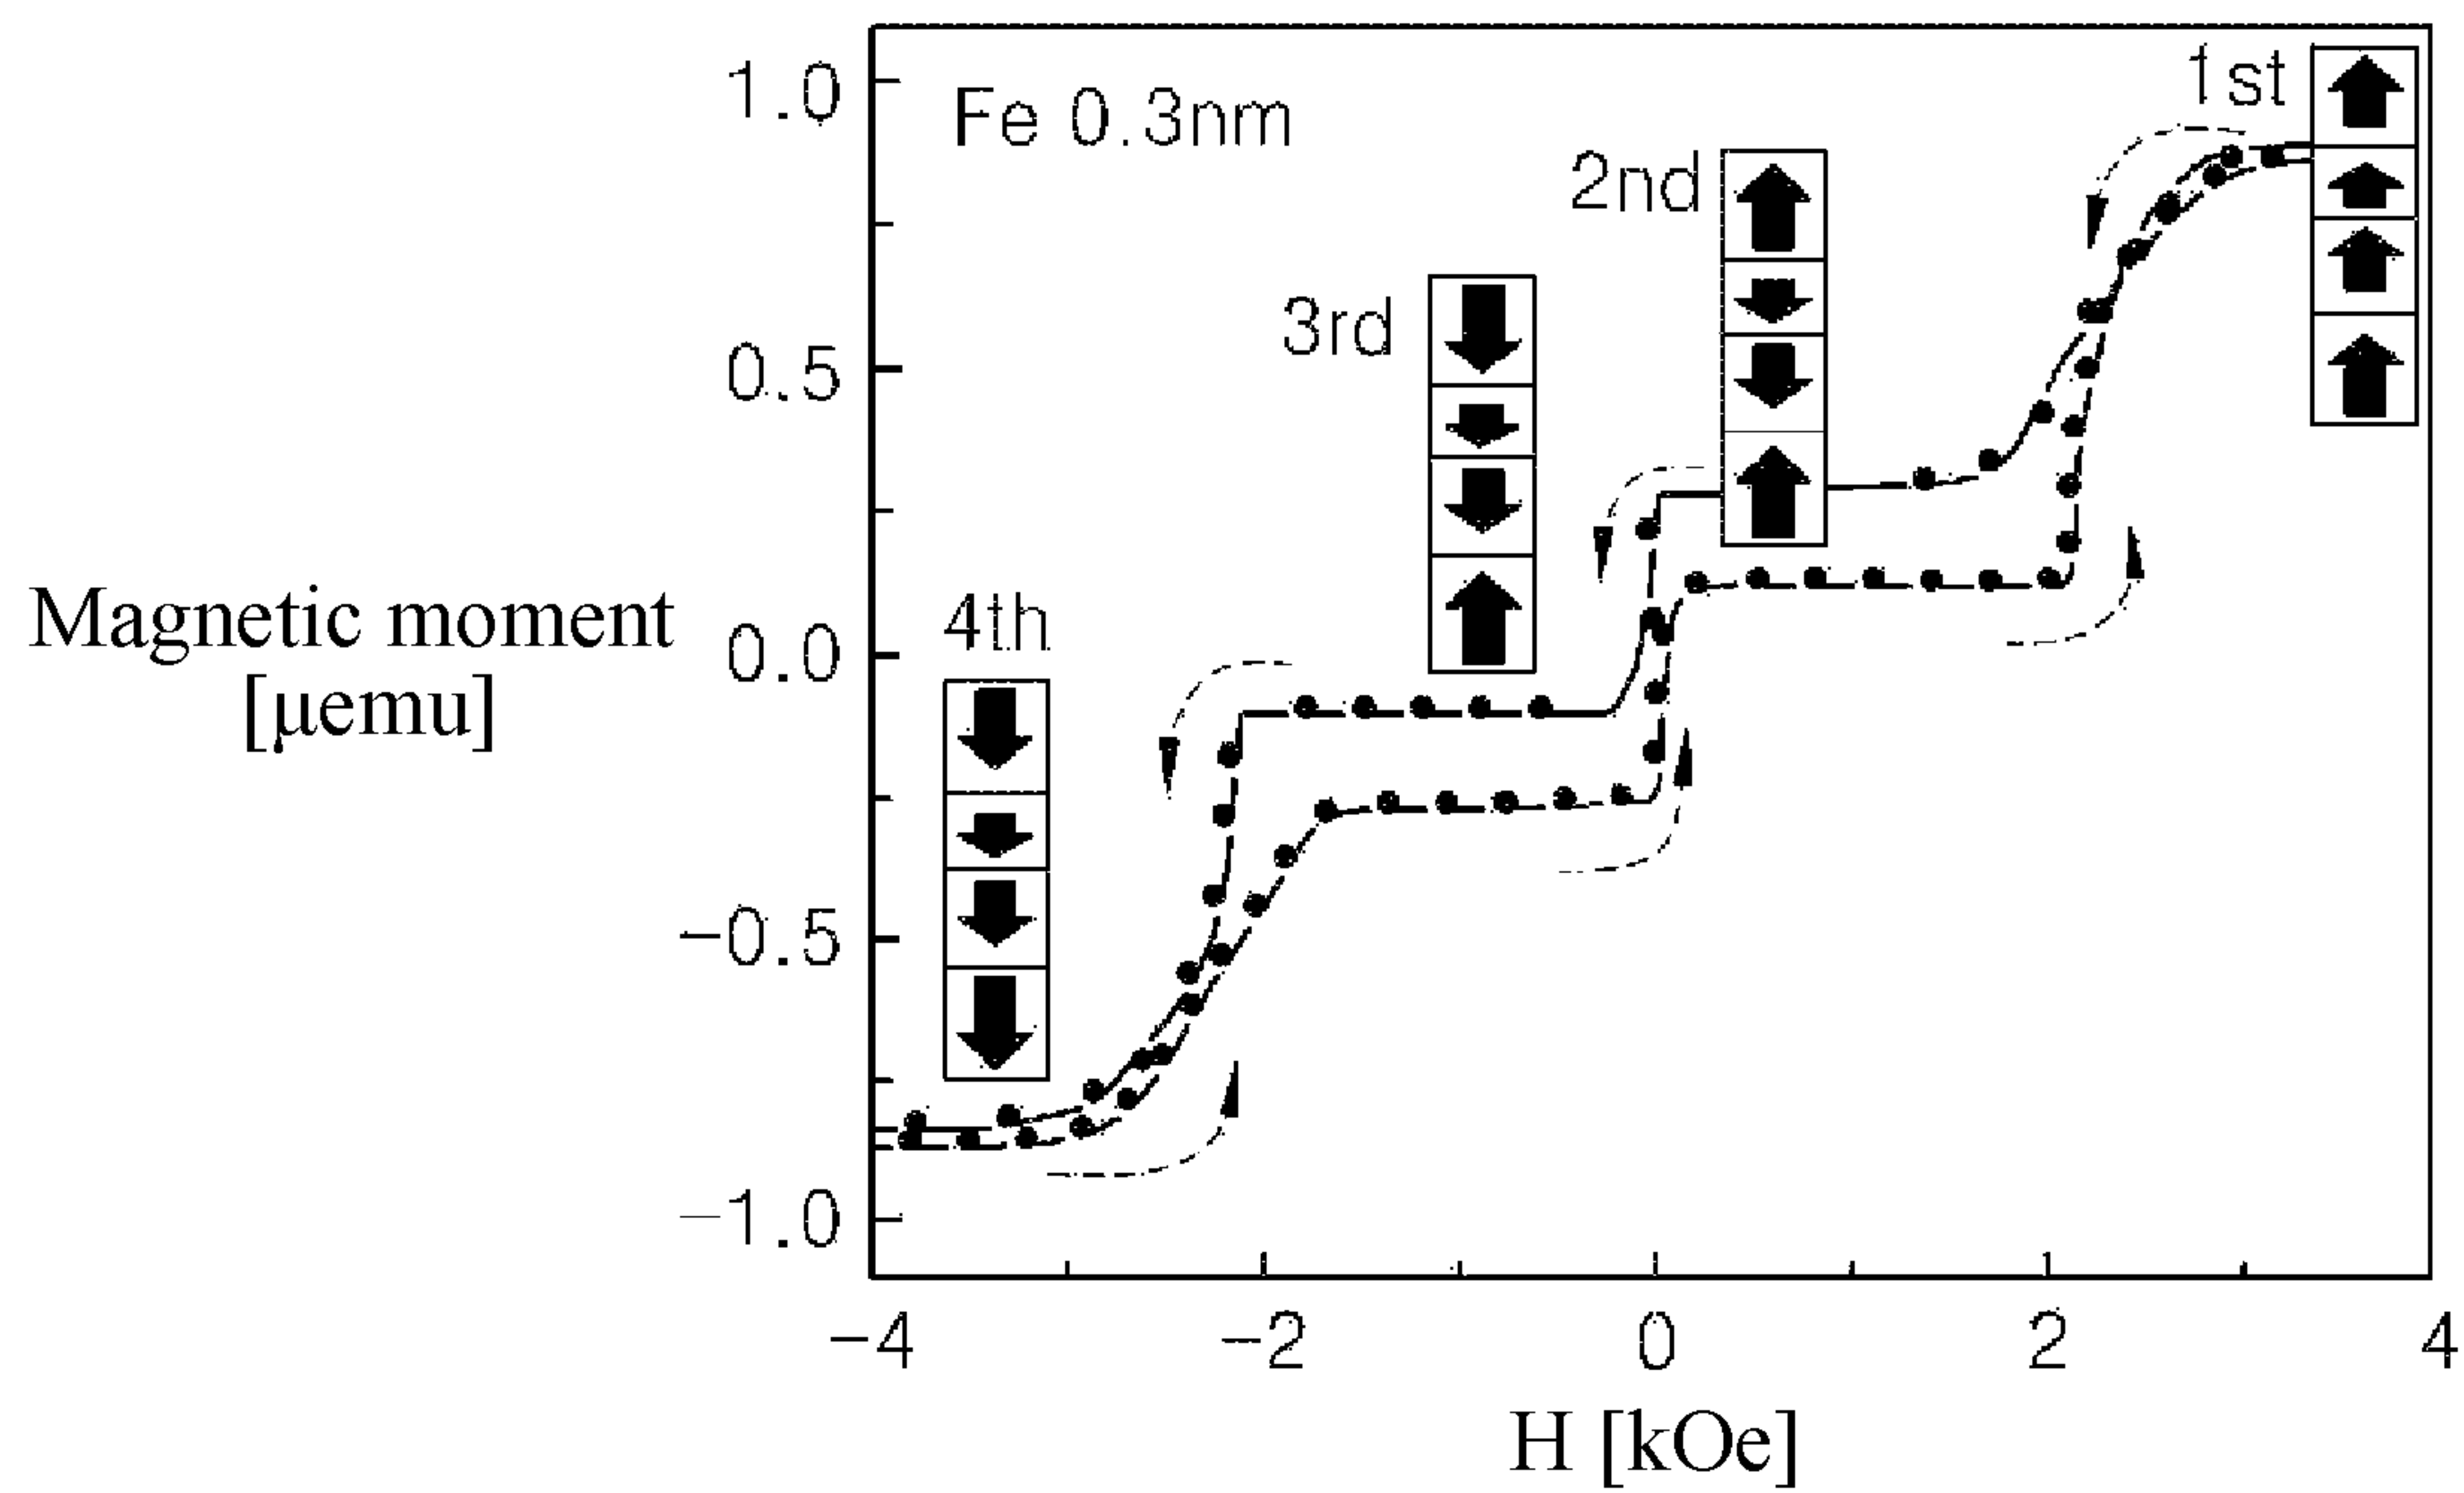 1.0
Fe 0.3nm
1st
2nd
3rd
0.5
4th
Magnetic moment
[μemu]
0.0
−0.5
−1.0
−4
−2
0
2
4
H [kOe]